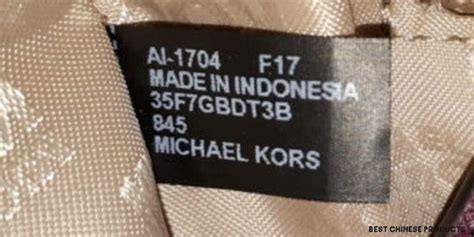 AI-1704 F17
MADE IN INDONESIA
35F7GBDT3B
845
MICHAEL KORS
BEST CHINESE PRODUCTS